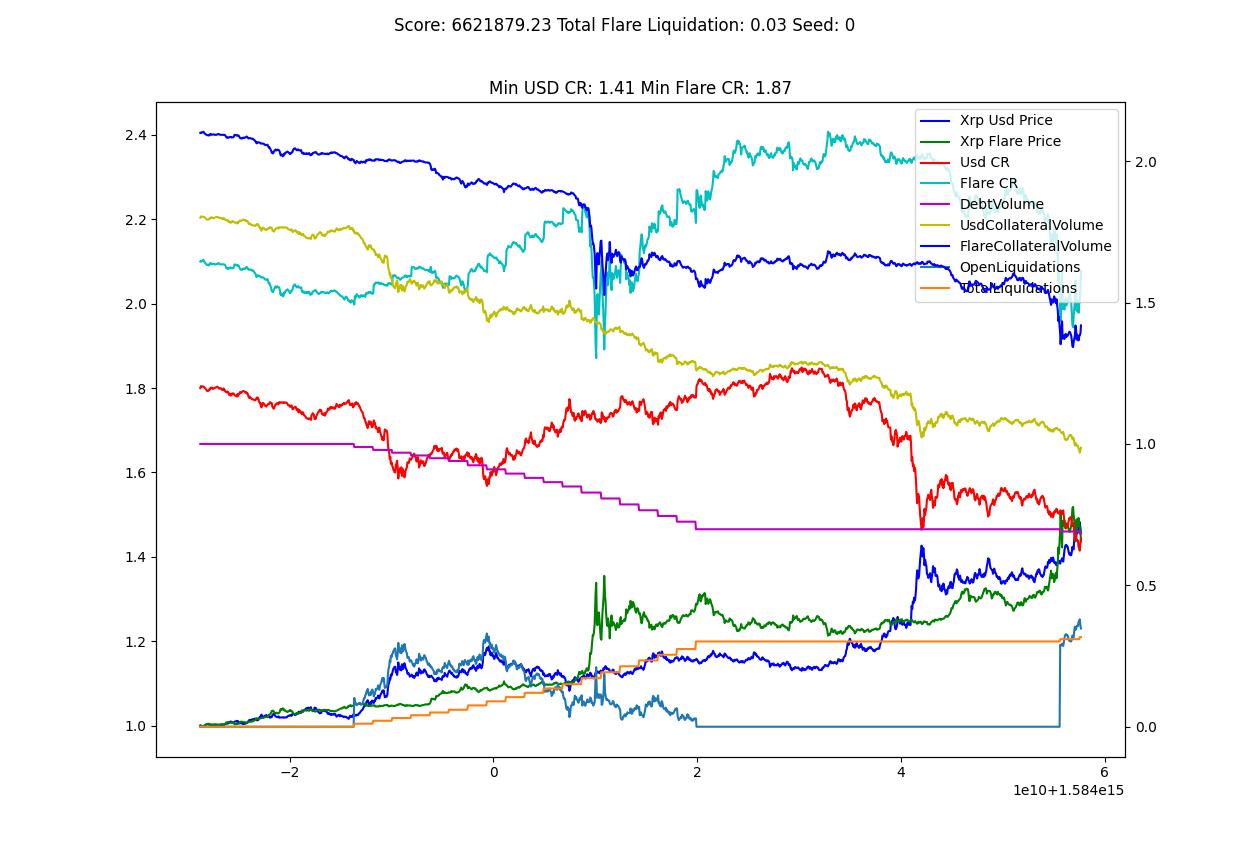 Score: 6621879.23 Total Flare Liquidation: 0.03 Seed: 0
Min USD CR: 1.41 Min Flare CR: 1.87
2.4
2.2
2.0
1.8
1.6
1.4
1.2
1.0
Xrp Usd Price
Xrp Flare Price
Usd CR
Flare CR
DebtVolume
UsdCollateralVolume
FlareCollateralVolume
OpenLiquidations
TotalLiquidations
2.0
1.5
1.0
0.5
0.0
−2
0
2
4
6
1e10+1.584e15